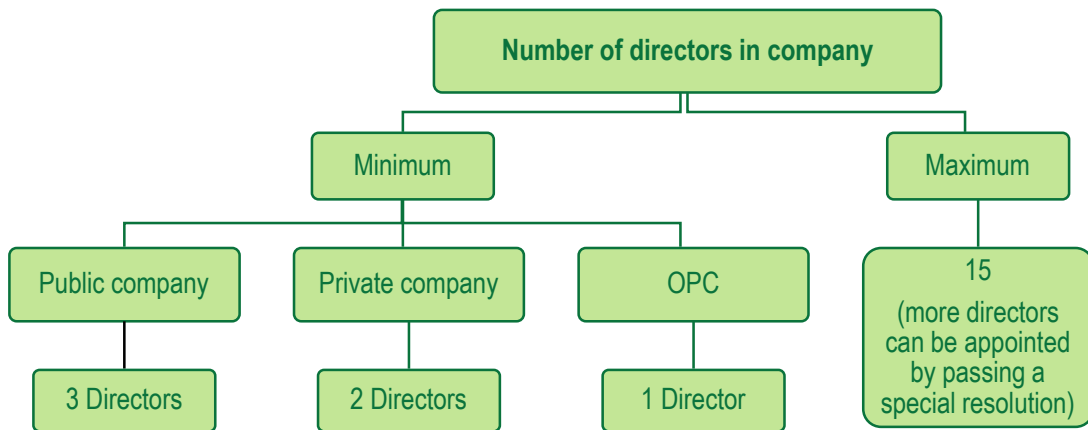 Number of directors in company
Minimum
Maximum
Public company
Private company
OPC
15
(more directors
can be appointed
by passing a
special resolution)
3 Directors
2 Directors
1 Director